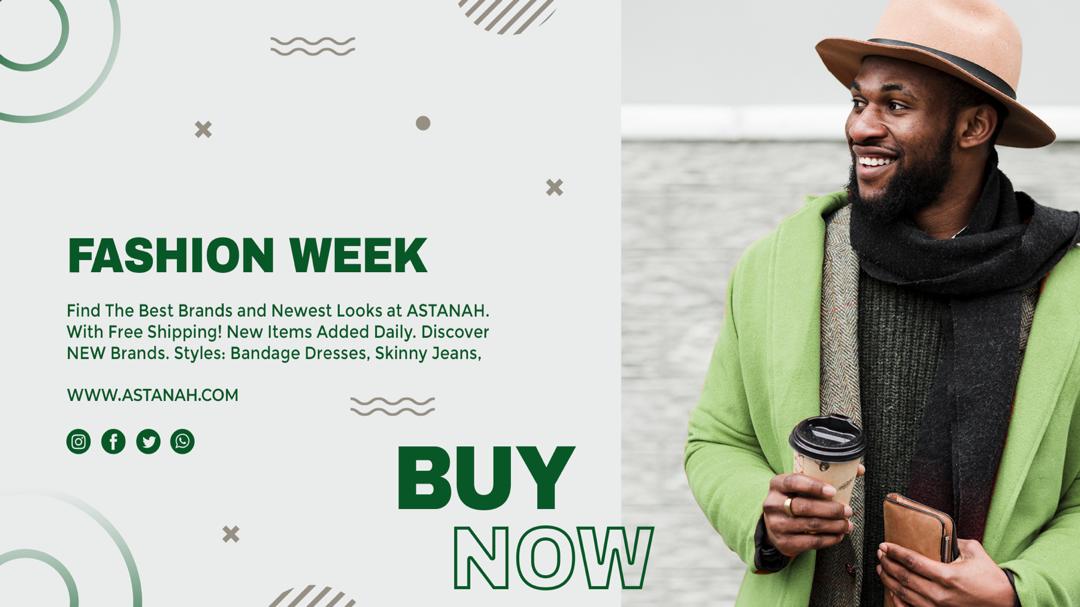 FASHION WEEK
Find The Best Brands and Newest Looks at ASTANAH.
With Free Shipping! New Items Added Daily. Discover
NEW Brands. Styles: Bandage Dresses, Skinny Jeans,
WWW.ASTANAH.COM
BUY
NOW